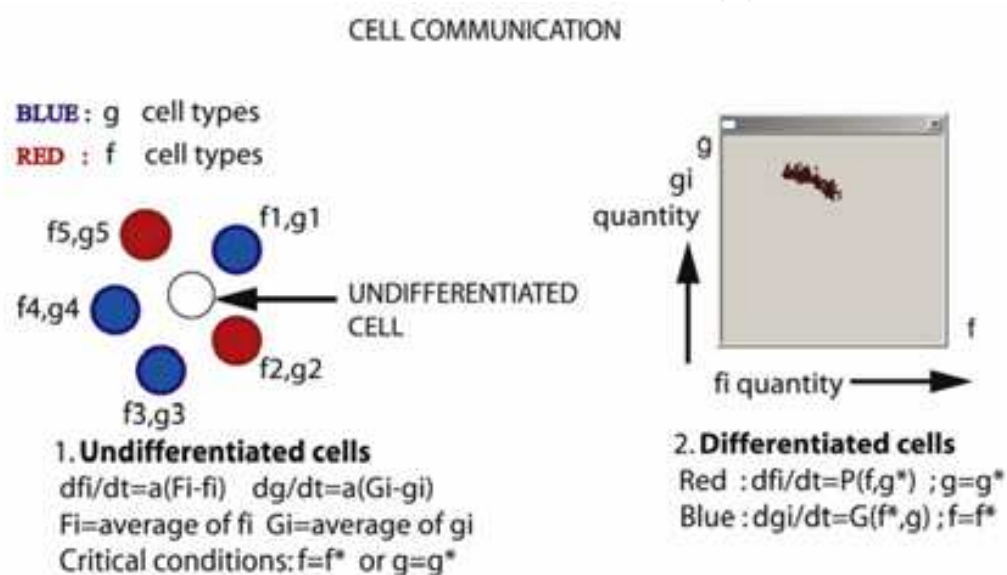 CELL COMMUNICATION
BLUE : g cell types
RED : f cell types
f5,g5
f1,g1
f4,g4
UNDIFFERENTIATED
CELL
f2,g2
f3,g3
g
gi
quantity
f
fi quantity
1. Undifferentiated cells
dfi/dt=a(Fi-fi) dg/dt=a(Gi-gi)
Fi=average of fi Gi=average of gi
Critical conditions: f=f* or g=g*
2. Differentiated cells
Red : dfi/dt=P(f,g*) ; g=g*
Blue : dgi/dt=G(f*,g) ; f=f*